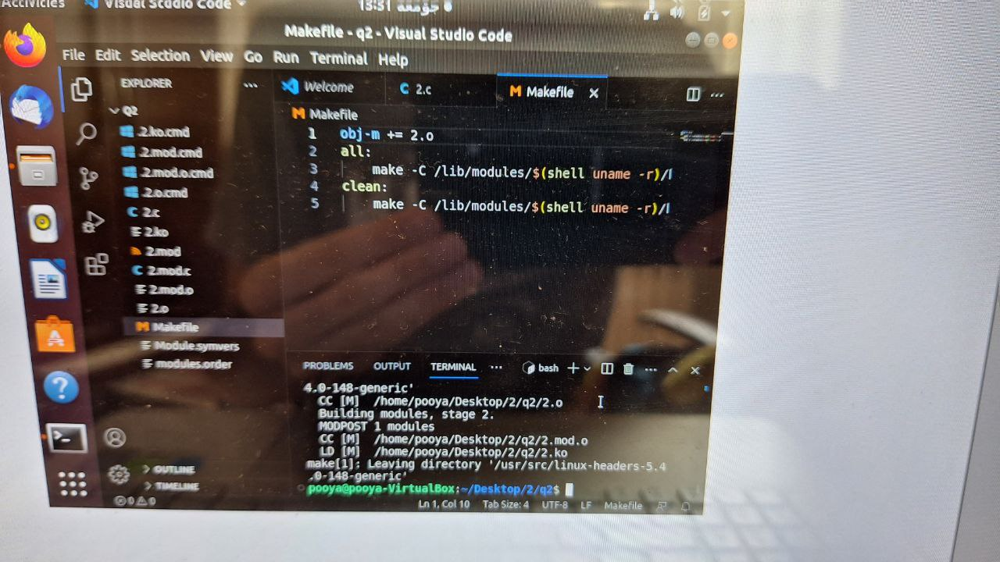 Activities
Visual Studio Code
13:31 جۆمعە 6
Makefile - q2 - Visual Studio Code
File Edit Selection View Go Run Terminal Help
EXPLORER
Welcome
2.c
Makefile
Q2
.2.ko.cmd
.2.mod.cmd
.2.mod.o.cmd
.2.o.cmd
2.c
2.ko
2.mod
2.mod.c
2.mod.o
2.o
Makefile
Module.symvers
modules.order
OUTLINE
TIMELINE
Makefile
1 obj-m += 2.o
2 all:
3 make -C /lib/modules/$(shell uname -r)/
4 clean:
5 make -C /lib/modules/$(shell uname -r)/
PROBLEMS OUTPUT TERMINAL ... bash
4.0-148-generic'
CC [M] /home/pooya/Desktop/2/q2/2.o
Building modules, stage 2.
MODPOST 1 modules
CC [M] /home/pooya/Desktop/2/q2/2.mod.o
LD [M] /home/pooya/Desktop/2/q2/2.ko
make[1]: Leaving directory '/usr/src/linux-headers-5.4
.0-148-generic'
pooya@pooya-VirtualBox:~/Desktop/2/q2$
0 0
Ln 1, Col 10 Tab Size: 4 UTF-8 LF Makefile